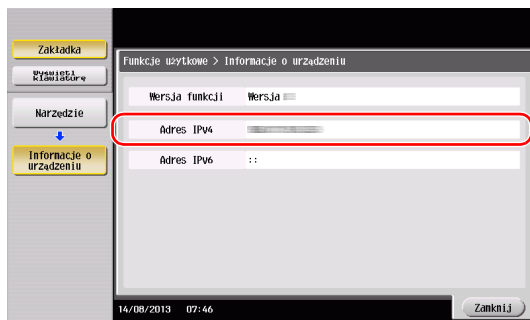 Zakładka
Wyświetl
klawiaturę
Narzędzie
Informacje o
urządzeniu
Funkcje użytkowe > Informacje o urządzeniu
Wersja funkcji Wersja
Adres IPv4
Adres IPv6 ::
14/08/2013 07:46
Zamknij